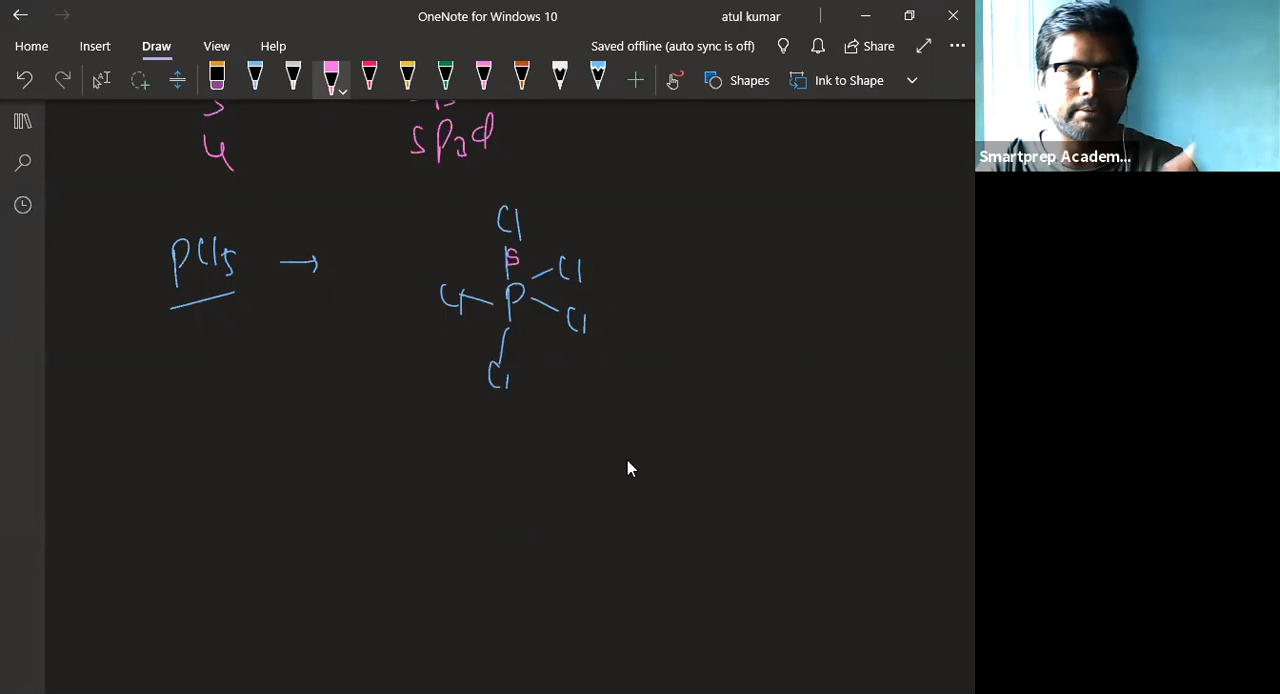 OneNote for Windows 10
atul kumar
Home Insert Draw View Help
Saved offline (auto sync is off)
Share
Shapes
Ink to Shape
Smartprep Academ...
3
4 sp3d
PCl5 →
Cl
s
Cl
Cl P
Cl
Cl